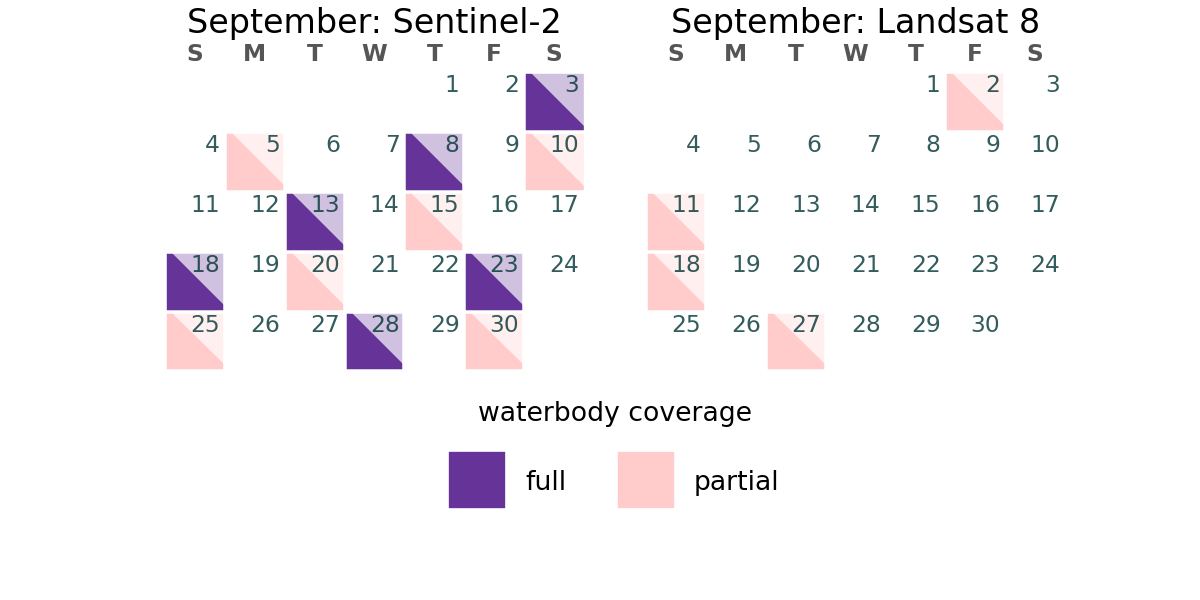 September: Sentinel-2
S M T W T F S
1 2 3
4 5 6 7 8 9 10
11 12 13 14 15 16 17
18 19 20 21 22 23 24
25 26 27 28 29 30
September: Landsat 8
S M T W T F S
1 2 3
4 5 6 7 8 9 10
11 12 13 14 15 16 17
18 19 20 21 22 23 24
25 26 27 28 29 30
waterbody coverage
full
partial